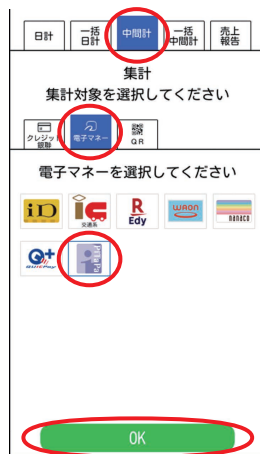 日計
一括
日計
中間計
一括
中間計
売上
報告
集計
集計対象を選択してください
クレジット
銀聯
電子マネー
QR
電子マネーを選択してください
iD
交通系
R
Edy
WAON
nanaco
QUICPay
PiTaPa
OK